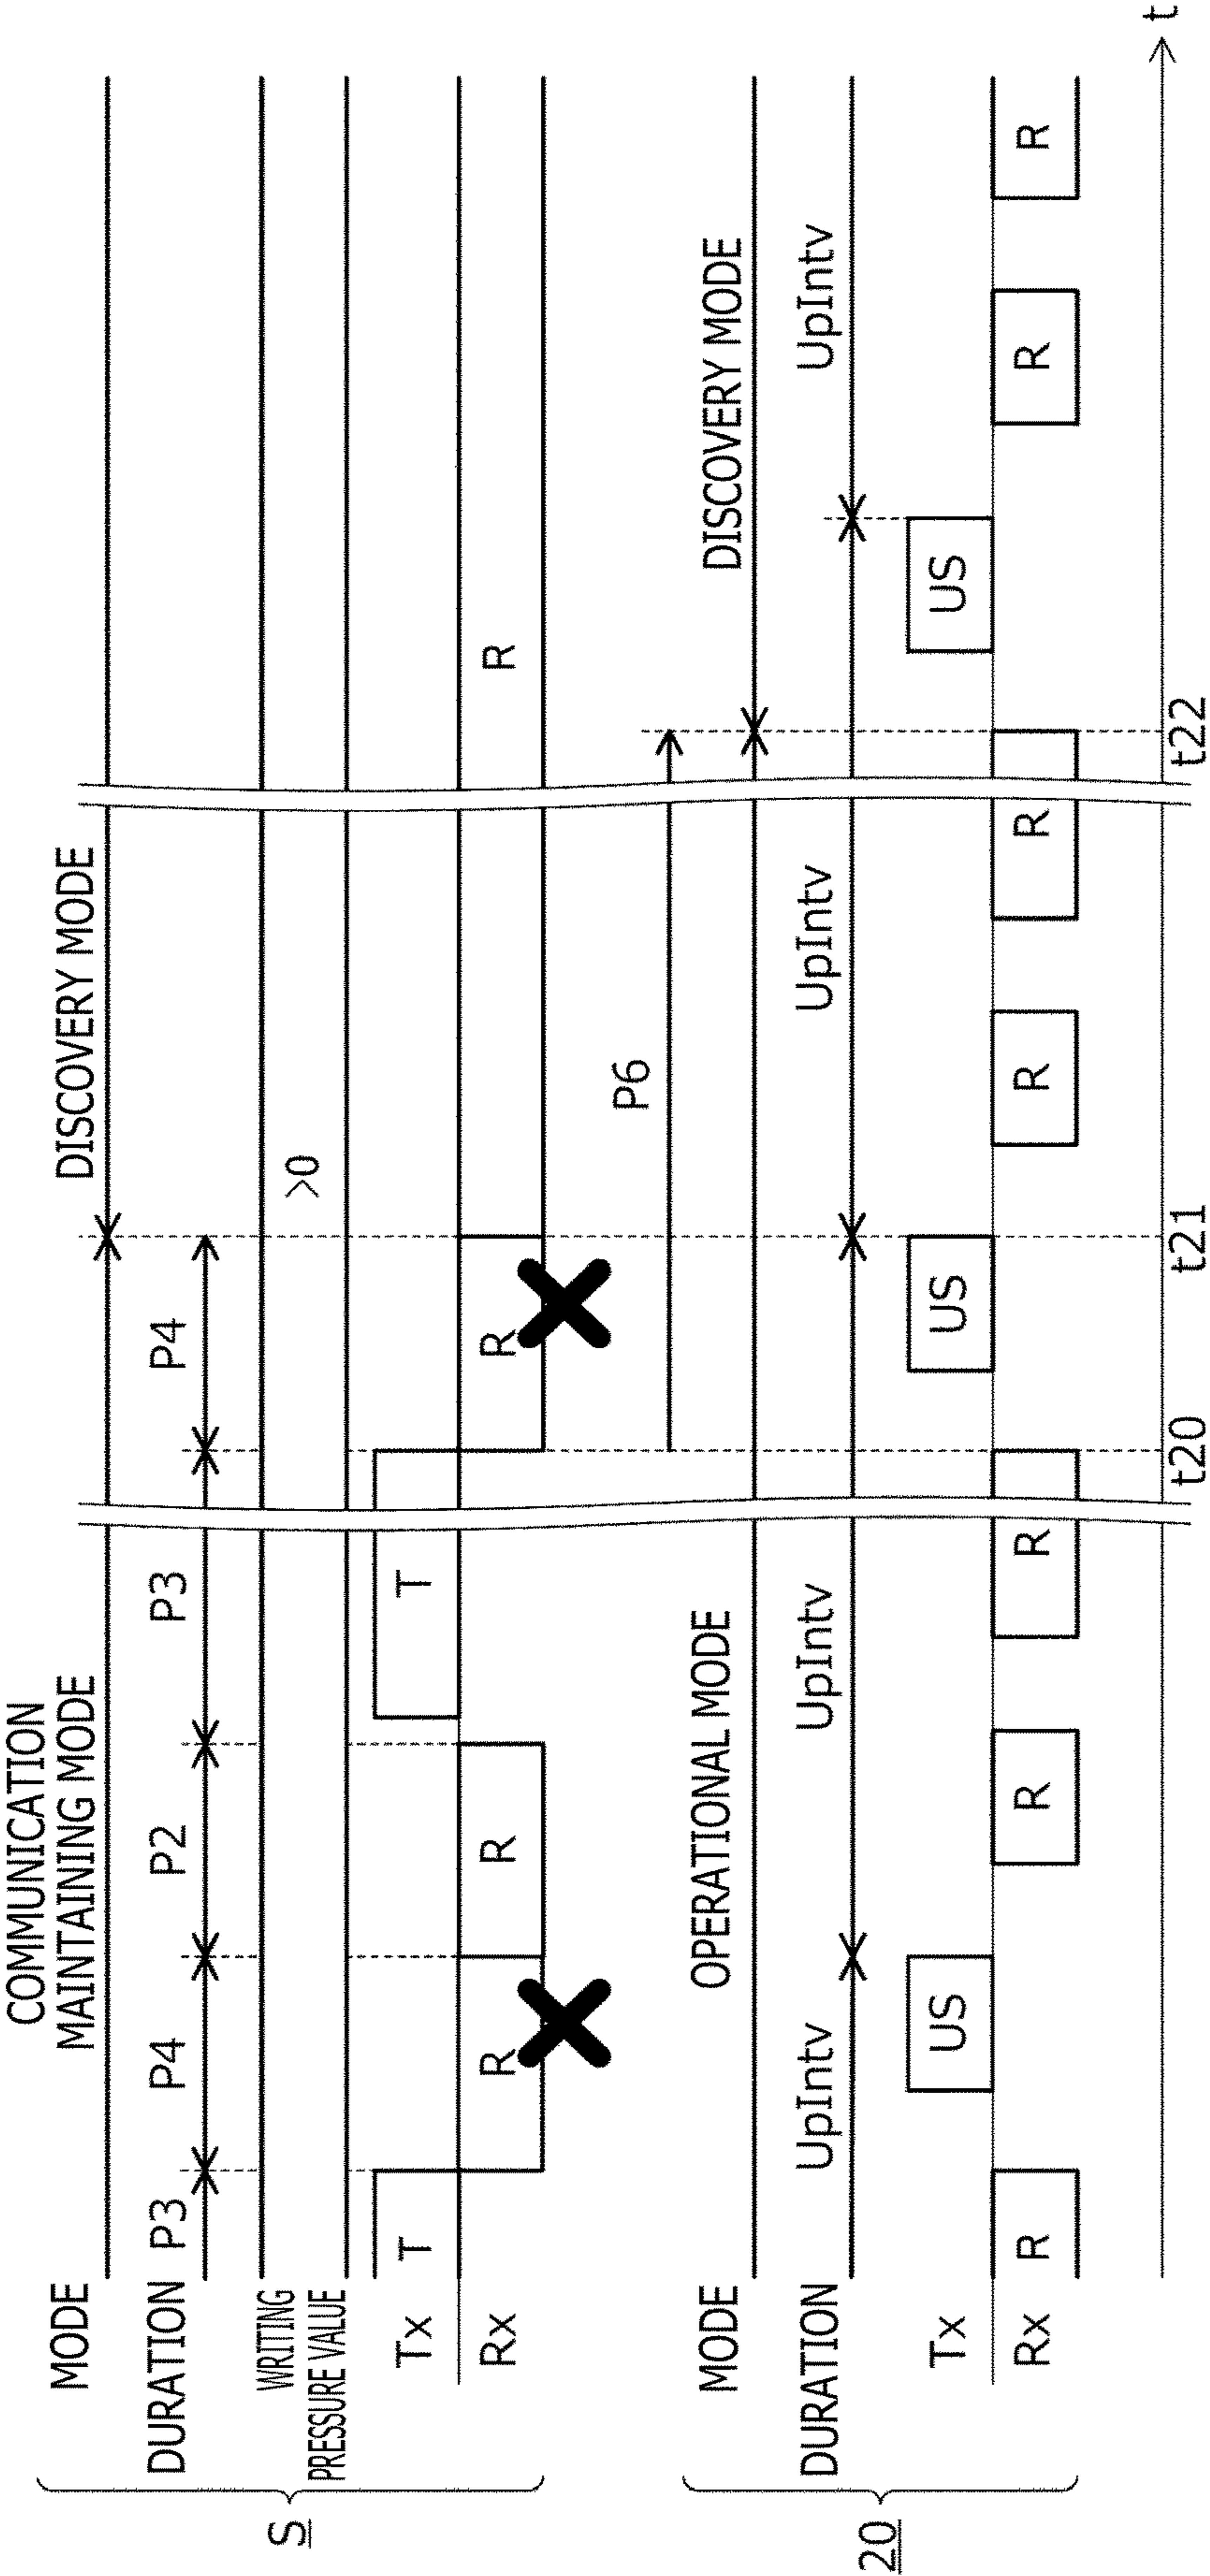 S
MODE
COMMUNICATION
MAINTAINING MODE
DISCOVERY MODE
DURATION
P3
P4
P2
P3
P4
WRITING
PRESSURE VALUE
>0
Tx
T
T
Rx
R
R
R
R
P6
20
MODE
OPERATIONAL MODE
DISCOVERY MODE
DURATION
UpIntv
UpIntv
UpIntv
UpIntv
Tx
US
US
US
Rx
R
R
R
R
R
R
R
t20
t21
t22
t